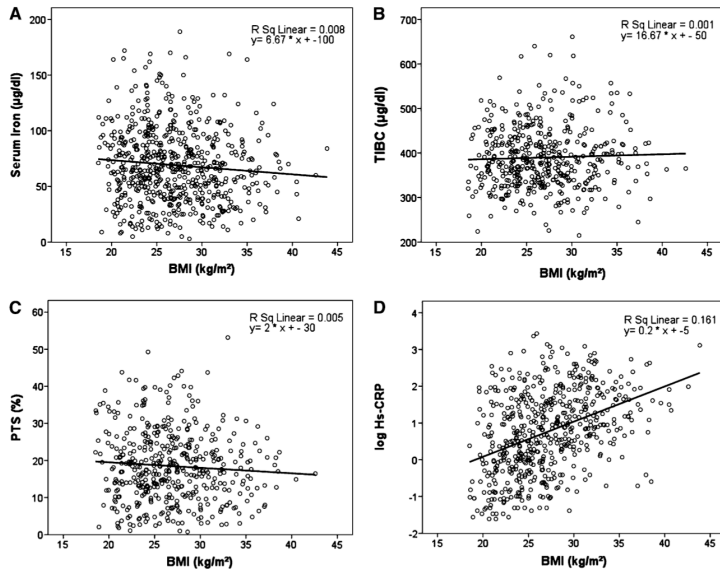 A
R Sq Linear = 0.008
y= 6.67 * x + -100
Serum Iron (µg/dl)
200
150
100
50
0
15 20 25 30 35 40 45
BMI (kg/m²)
B
R Sq Linear = 0.001
y= 16.67 * x + - 50
TIBC (µg/dl)
700
600
500
400
300
200
15 20 25 30 35 40 45
BMI (kg/m²)
C
R Sq Linear = 0.005
y= 2 * x + - 30
PTS (%)
60
50
40
30
20
10
0
15 20 25 30 35 40 45
BMI (kg/m²)
D
R Sq Linear = 0.161
y= 0.2 * x + -5
log Hs-CRP
4
3
2
1
0
-1
-2
15 20 25 30 35 40 45
BMI (kg/m²)